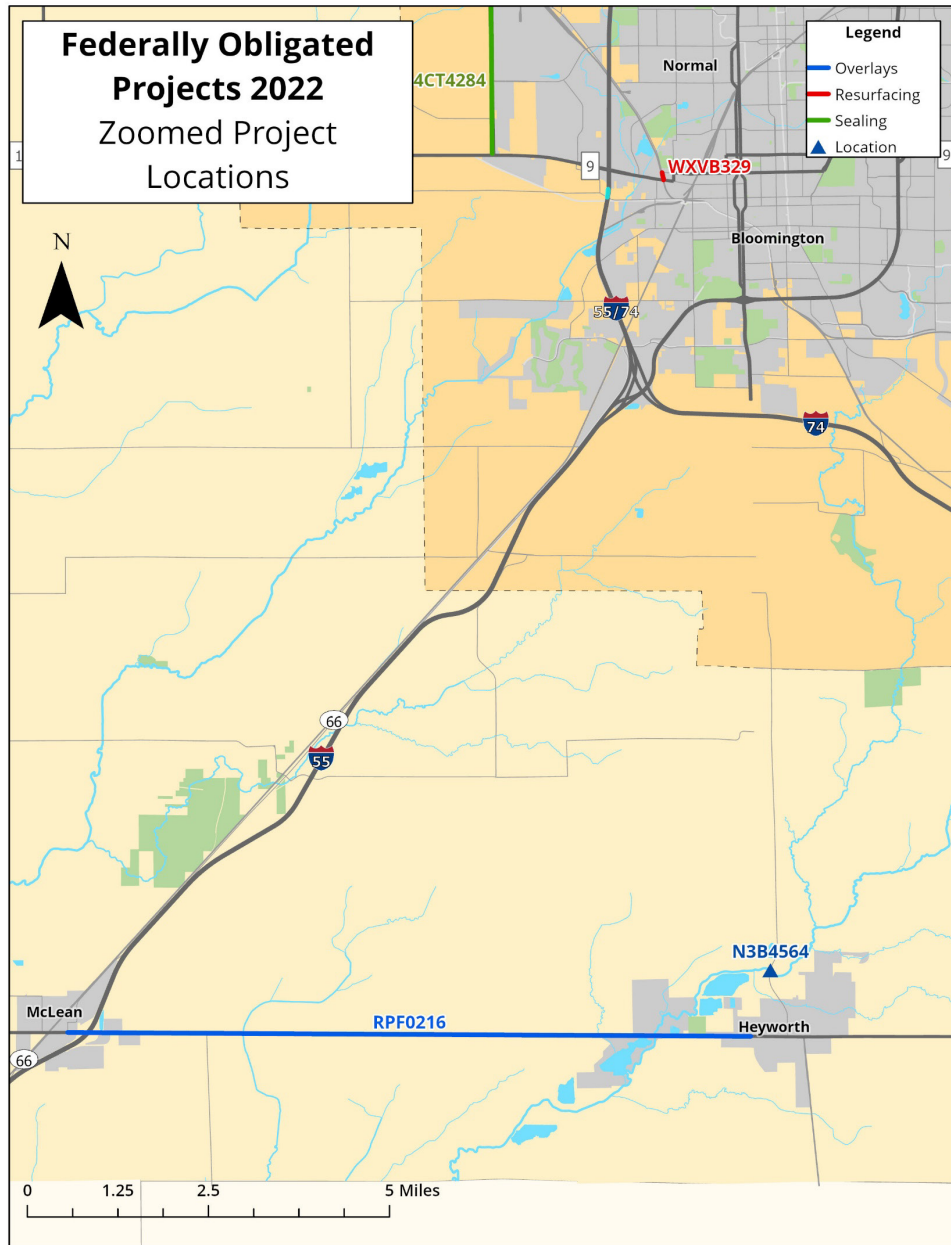 Federally Obligated
Projects 2022
Zoomed Project
Locations
Legend
Overlays
Resurfacing
Sealing
Location
4CT4284
Normal
9
9
WXVB329
Bloomington
N
55/74
74
66
55
N3B4564
McLean
RPF0216
Heyworth
66
0 1.25 2.5 5 Miles